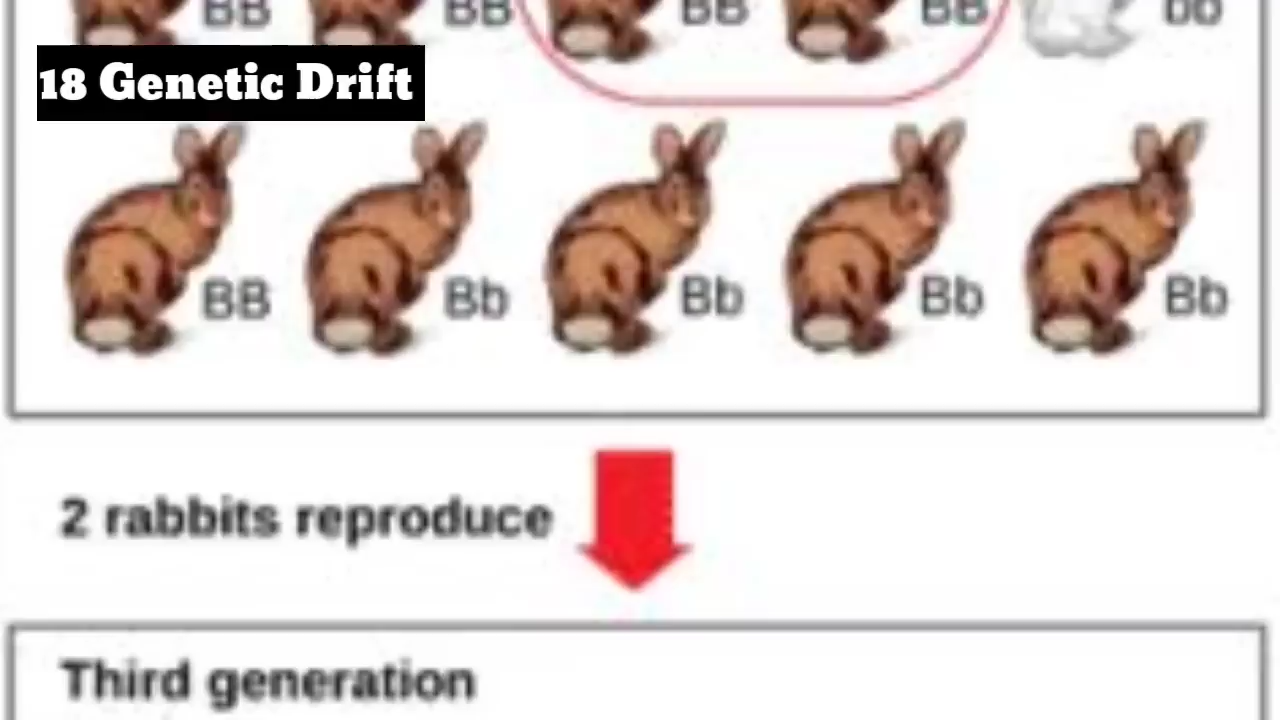 BB BB BB BB bb
18 Genetic Drift
BB Bb Bb Bb Bb
2 rabbits reproduce
Third generation